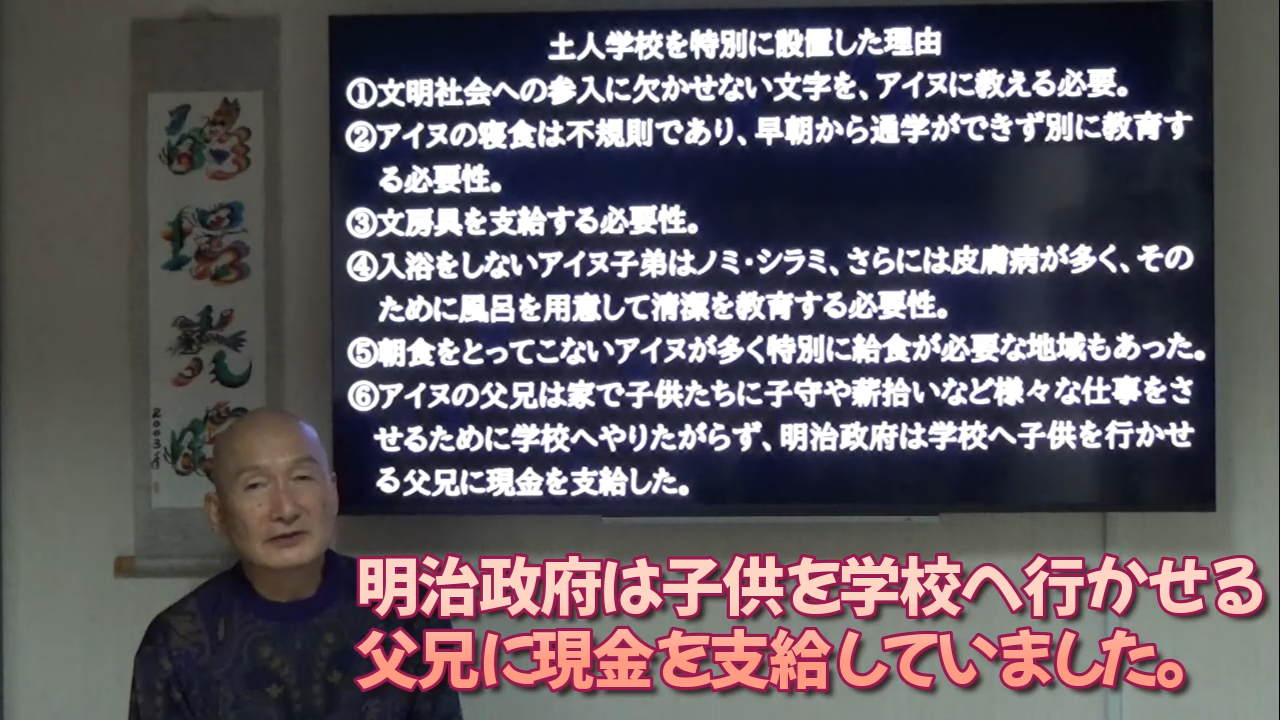 土人学校を特別に設置した理由
①文明社会への参入に欠かせない文字を、アイヌに教える必要。
②アイヌの寝食は不規則であり、早朝から通学ができず別に教育す
る必要性。
③文房具を支給する必要性。
④入浴をしないアイヌ子弟はノミ・シラミ、さらには皮膚病が多く、その
ために風呂を用意して清潔を教育する必要性。
⑤朝食をとってこないアイヌが多く特別に給食が必要な地域もあった。
⑥アイヌの父兄は家で子供たちに子守や薪拾いなど様々な仕事をさ
せるために学校へやりたがらず、明治政府は学校へ子供を行かせ
る父兄に現金を支給した。
明治政府は子供を学校へ行かせる
父兄に現金を支給していました。